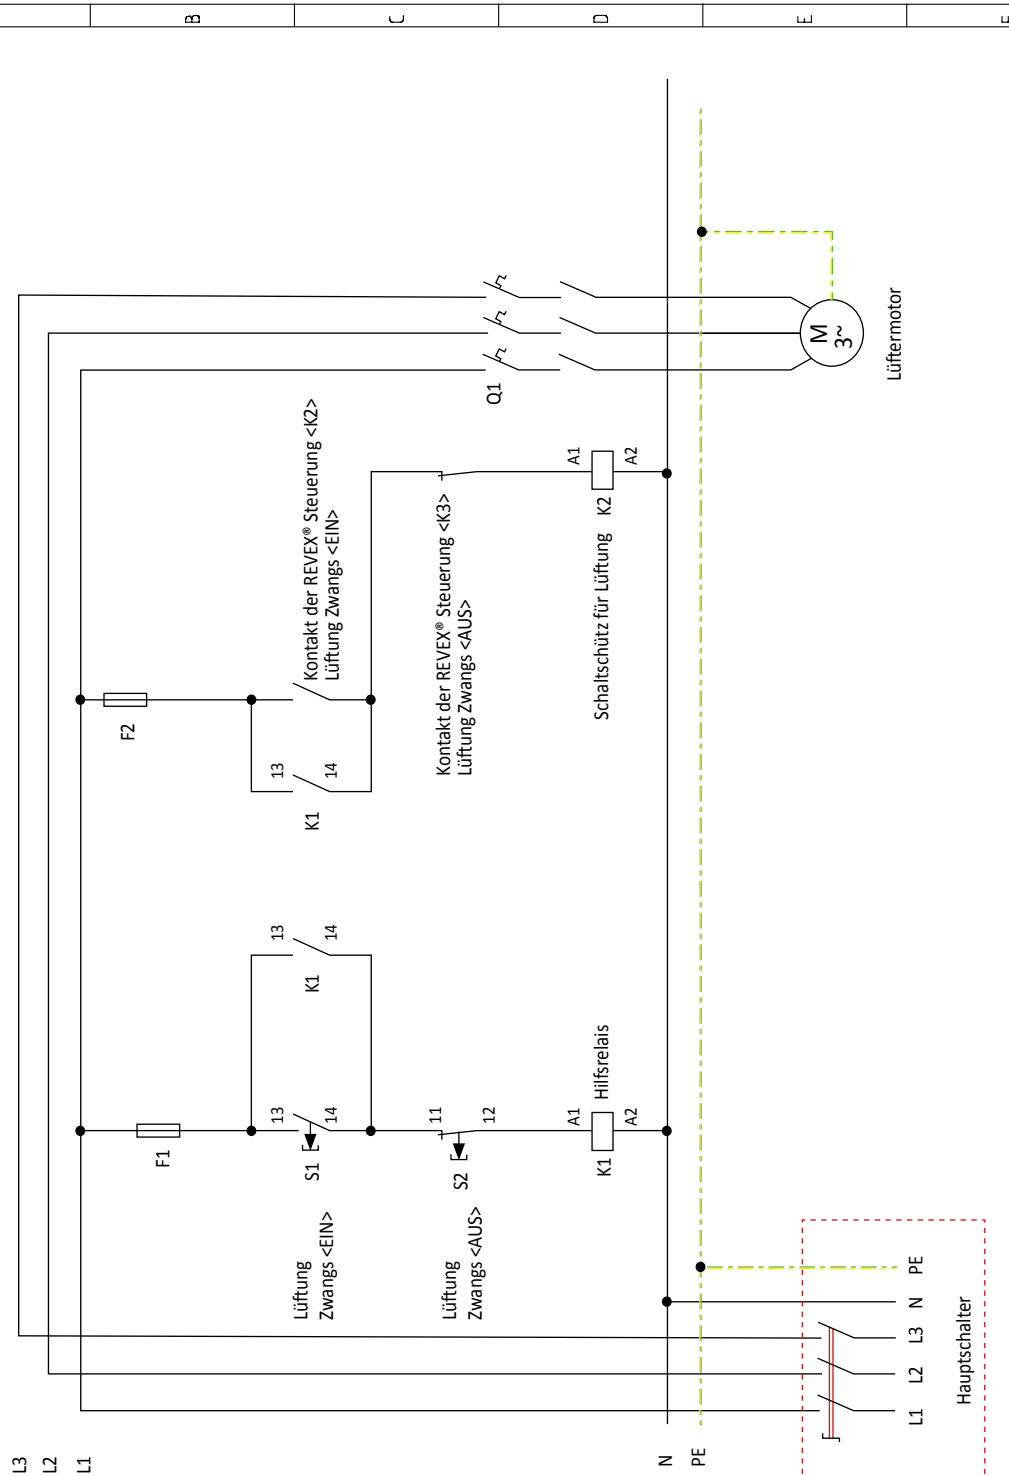 B
C
D
E
L3
L2
L1
N
PE
F1
13
14
S1
Lüftung
Zwangs <EIN>
13
14
K1
11
12
S2
Lüftung
Zwangs <AUS>
A1
A2
K1
Hilfsrelais
F2
13
14
K1
Kontakt der REVEX® Steuerung <K2>
Lüftung Zwangs <EIN>
Kontakt der REVEX® Steuerung <K3>
Lüftung Zwangs <AUS>
A1
A2
K2
Schaltschütz für Lüftung
Q1
M
3~
Lüftermotor
L1
L2
L3
N
PE
Hauptschalter